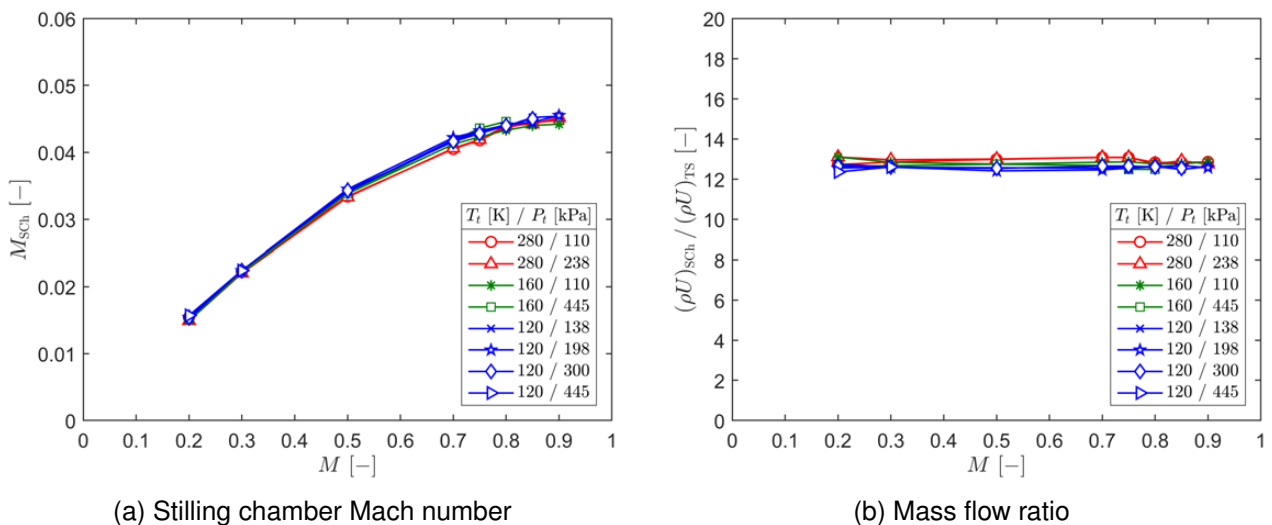 0.06
0.05
0.04
0.03
0.02
0.01
0
M_SCh [−]
0 0.1 0.2 0.3 0.4 0.5 0.6 0.7 0.8 0.9 1
M [−]
T_t [K] / P_t [kPa]
280 / 110
280 / 238
160 / 110
160 / 445
120 / 138
120 / 198
120 / 300
120 / 445
(a) Stilling chamber Mach number
20
18
16
14
12
10
8
6
4
2
0
(ρU)_SCh / (ρU)_TS [−]
0 0.1 0.2 0.3 0.4 0.5 0.6 0.7 0.8 0.9 1
M [−]
T_t [K] / P_t [kPa]
280 / 110
280 / 238
160 / 110
160 / 445
120 / 138
120 / 198
120 / 300
120 / 445
(b) Mass flow ratio